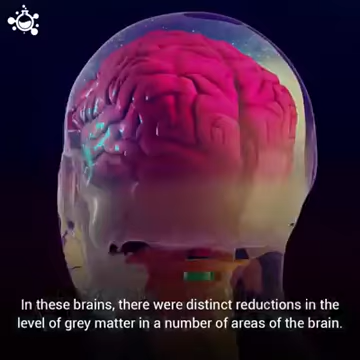 In these brains, there were distinct reductions in the
level of grey matter in a number of areas of the brain.